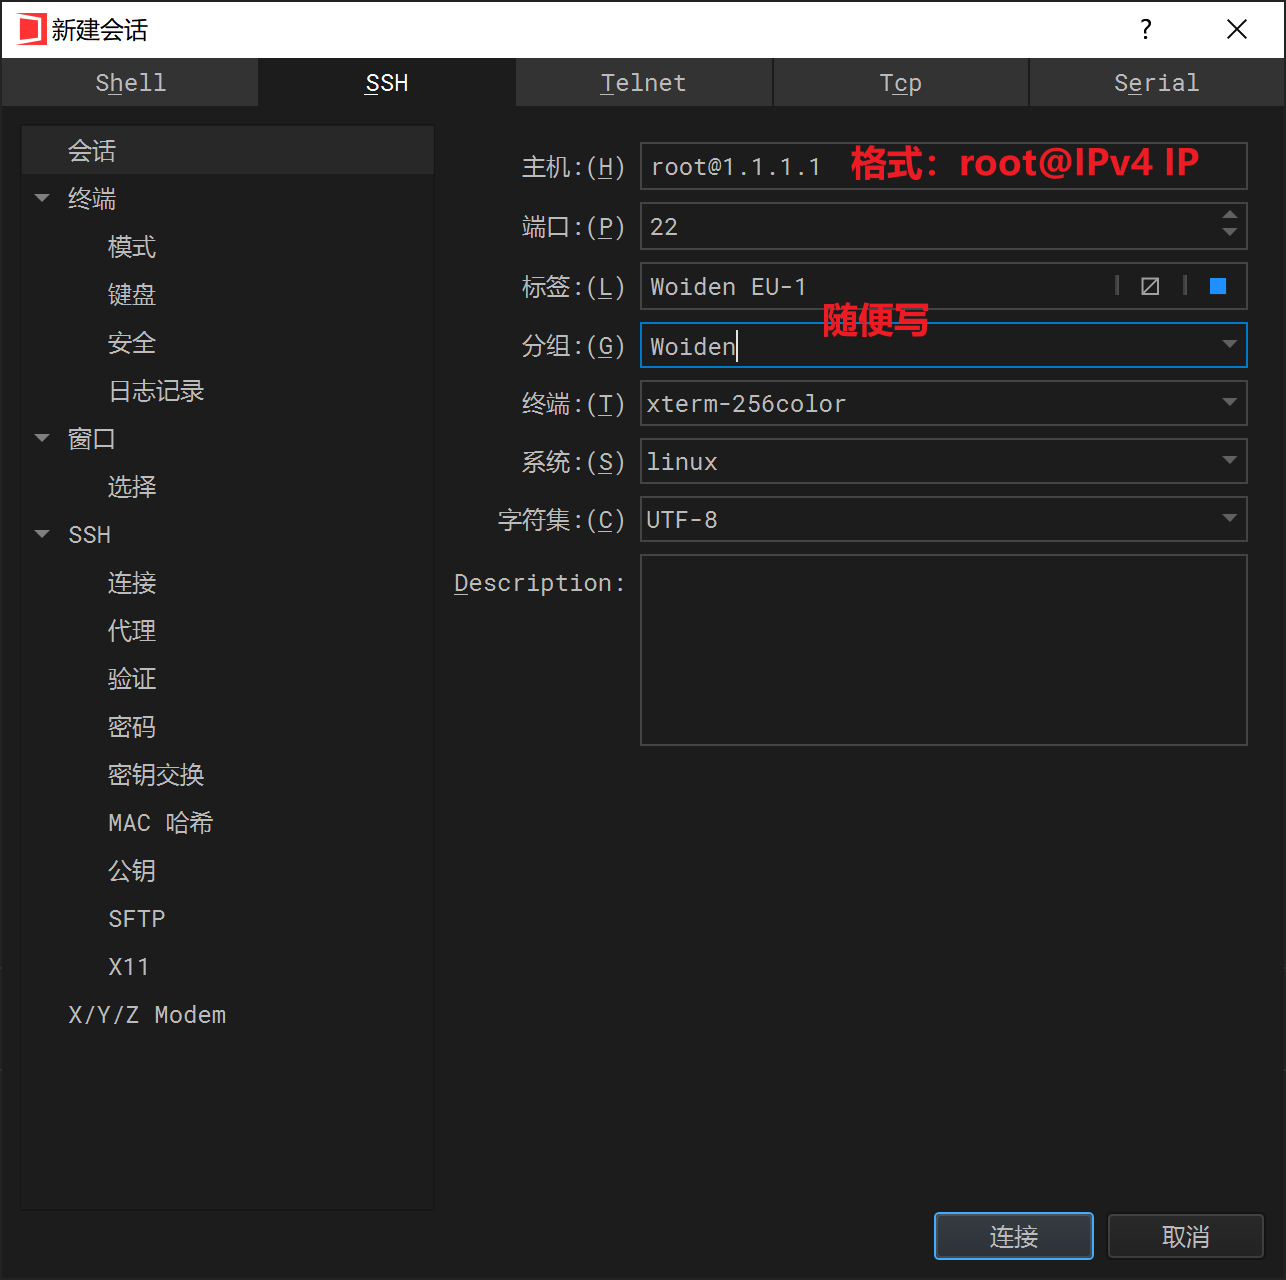 新建会话
?
Shell
SSH
Telnet
Tcp
Serial
会话
终端
模式
键盘
安全
日志记录
窗口
选择
SSH
连接
代理
验证
密码
密钥交换
MAC 哈希
公钥
SFTP
X11
X/Y/Z Modem
主机:(H) root@1.1.1.1 格式：root@IPv4 IP
端口:(P) 22
标签:(L) Woiden EU-1
随便写
分组:(G) Woiden
终端:(T) xterm-256color
系统:(S) linux
字符集:(C) UTF-8
Description:
连接
取消